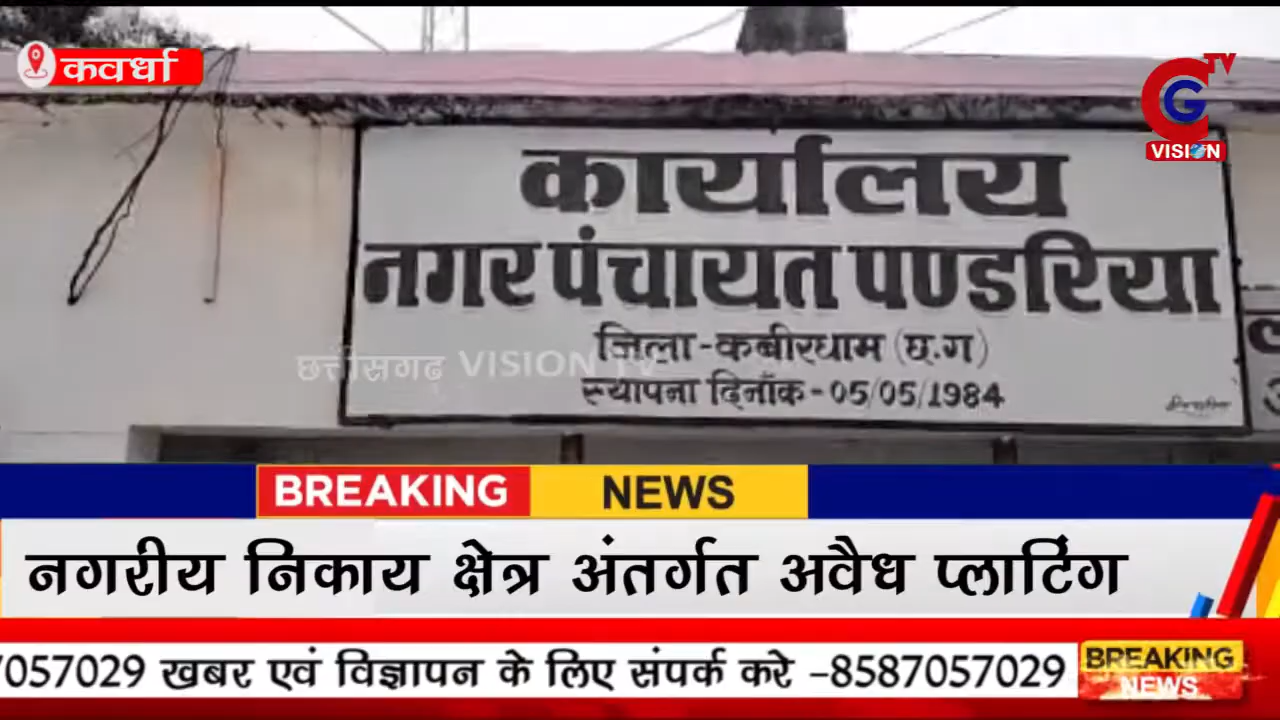 कवर्धा
CG TV
VISION
कार्यालय
नगर पंचायत पण्डरिया
जिला-कबीरधाम (छ.ग)
स्थापना दिनाँक-05/05/1984
छत्तीसगढ़ VISION TV
BREAKING NEWS
नगरीय निकाय क्षेत्र अंतर्गत अवैध प्लाटिंग
7057029 खबर एवं विज्ञापन के लिए संपर्क करे –8587057029
BREAKING
NEWS